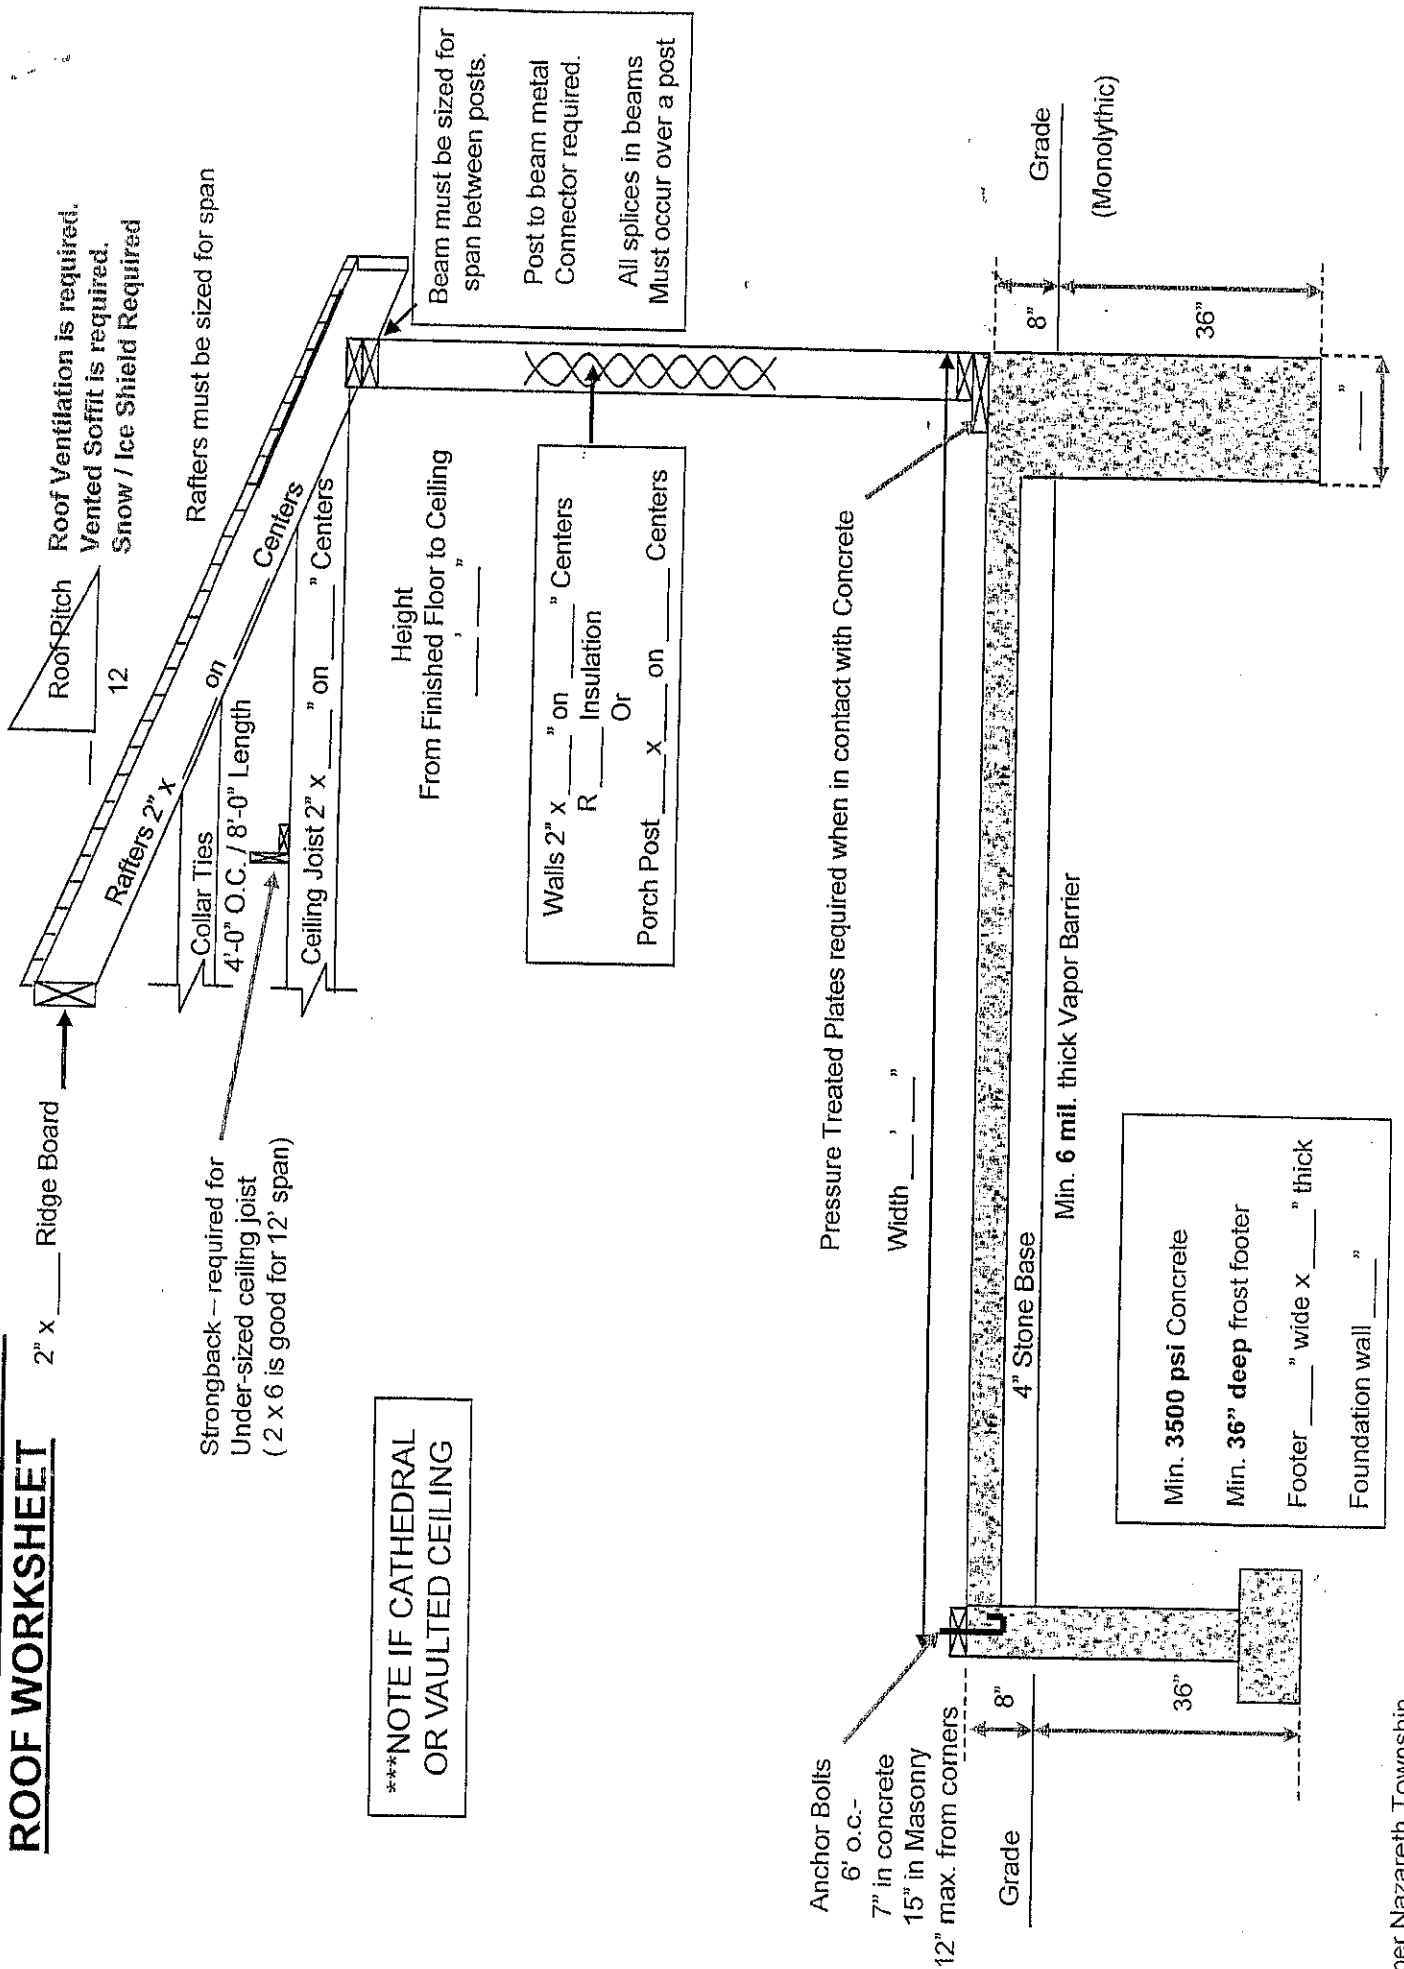 ROOF WORKSHEET
2" x ____ Ridge Board
Roof Pitch
12
Roof Ventilation is required.
Vented Soffit is required.
Snow / Ice Shield Required
Rafters must be sized for span
Rafters 2" x ____ on ____ Centers
Collar Ties
4'-0" O.C. / 8'-0" Length
Ceiling Joist 2" x ____" on ____" Centers
Strongback – required for
Under-sized ceiling joist
( 2 x 6 is good for 12' span)
***NOTE IF CATHEDRAL
OR VAULTED CEILING
Height
From Finished Floor to Ceiling
____' ____"
Beam must be sized for
span between posts.
Post to beam metal
Connector required.
All splices in beams
Must occur over a post
Walls 2" x ____" on ____" Centers
R ____ Insulation
Or
Porch Post ____ x ____ on ____ Centers
Pressure Treated Plates required when in contact with Concrete
Width ___' ___"
Anchor Bolts
6' o.c.-
7" in concrete
15" in Masonry
12" max. from corners
Grade
8"
36"
4" Stone Base
Min. 6 mil. thick Vapor Barrier
Min. 3500 psi Concrete
Min. 36" deep frost footer
Footer ____" wide x ____" thick
Foundation wall ____"
8"
36"
Grade
(Monolythic)
____"
Nazareth Township